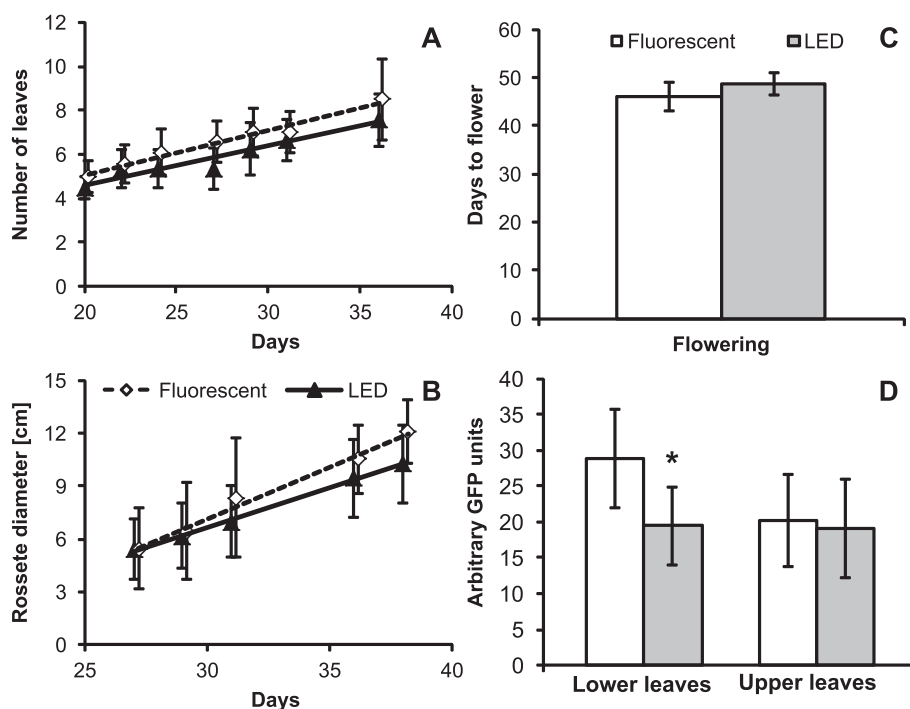 A
Number of leaves
12
10
8
6
4
2
0
20 25 30 35 40
Days
C
Fluorescent LED
Days to flower
60
50
40
30
20
10
0
Flowering
B
Fluorescent LED
Rossete diameter [cm]
15
12
9
6
3
0
25 30 35 40
Days
D
Arbitrary GFP units
40
35
30
25
20
15
10
5
0
*
Lower leaves Upper leaves